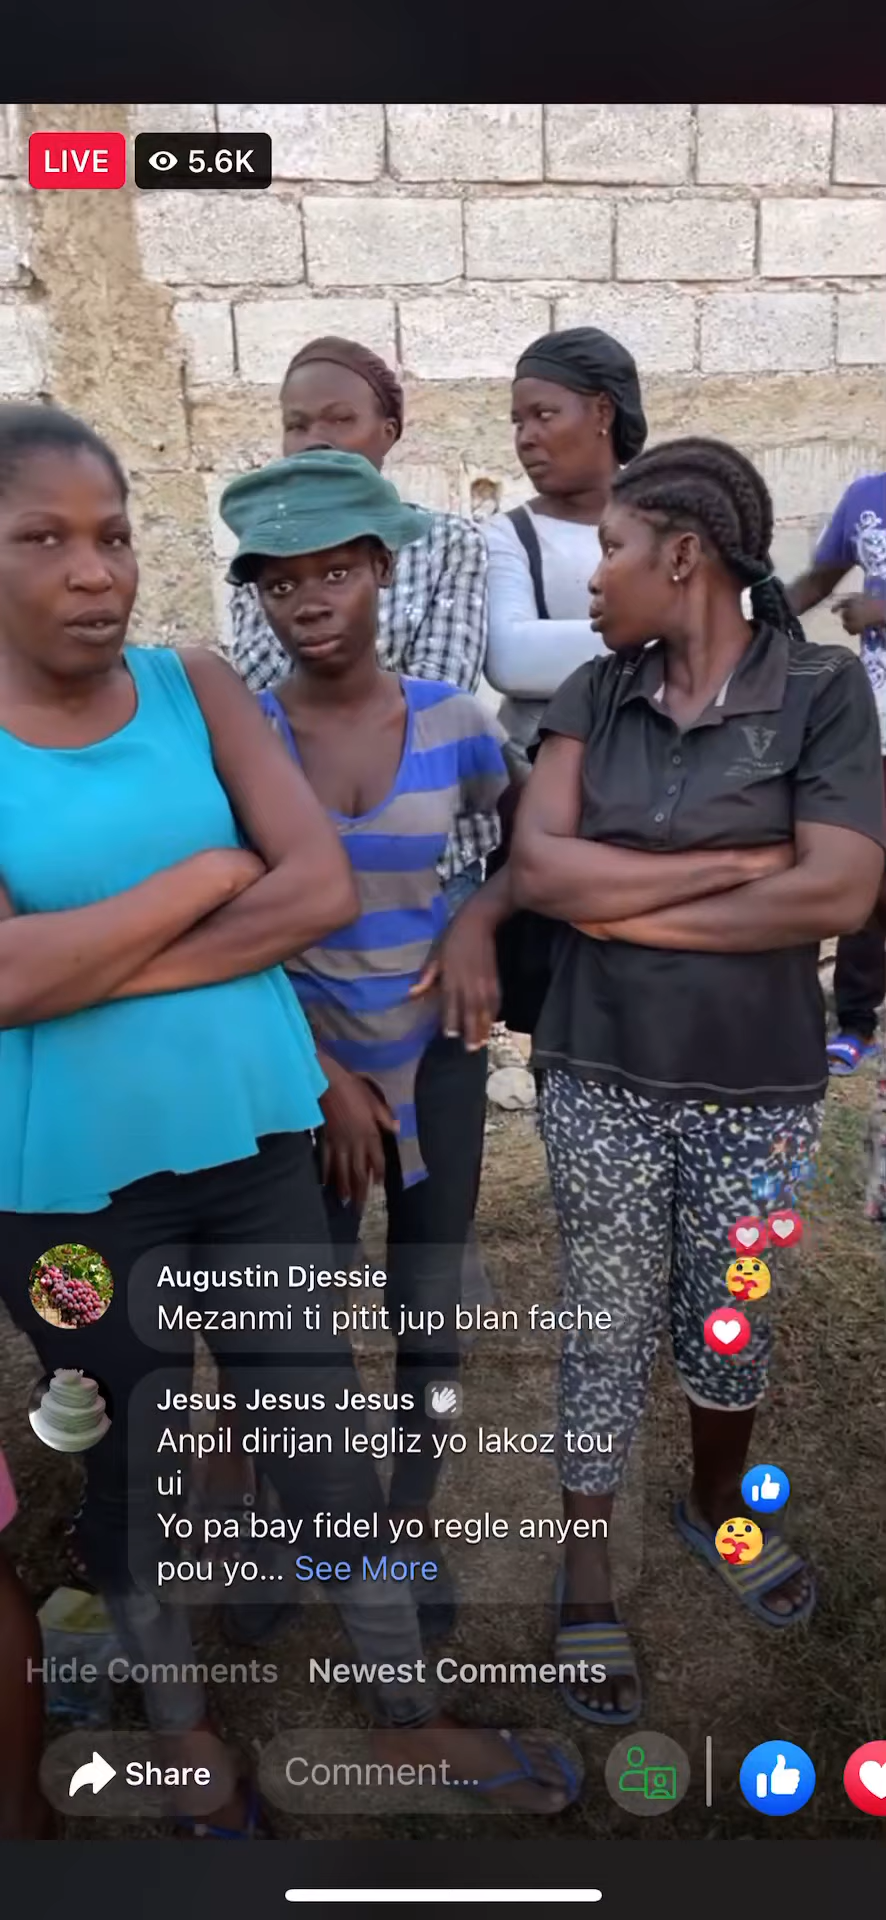 LIVE 5.6K
Augustin Djessie
Mezanmi ti pitit jup blan fache
Jesus Jesus Jesus
Anpil dirijan legliz yo lakoz tou
ui
Yo pa bay fidel yo regle anyen
pou yo... See More
Hide Comments Newest Comments
Share Comment...